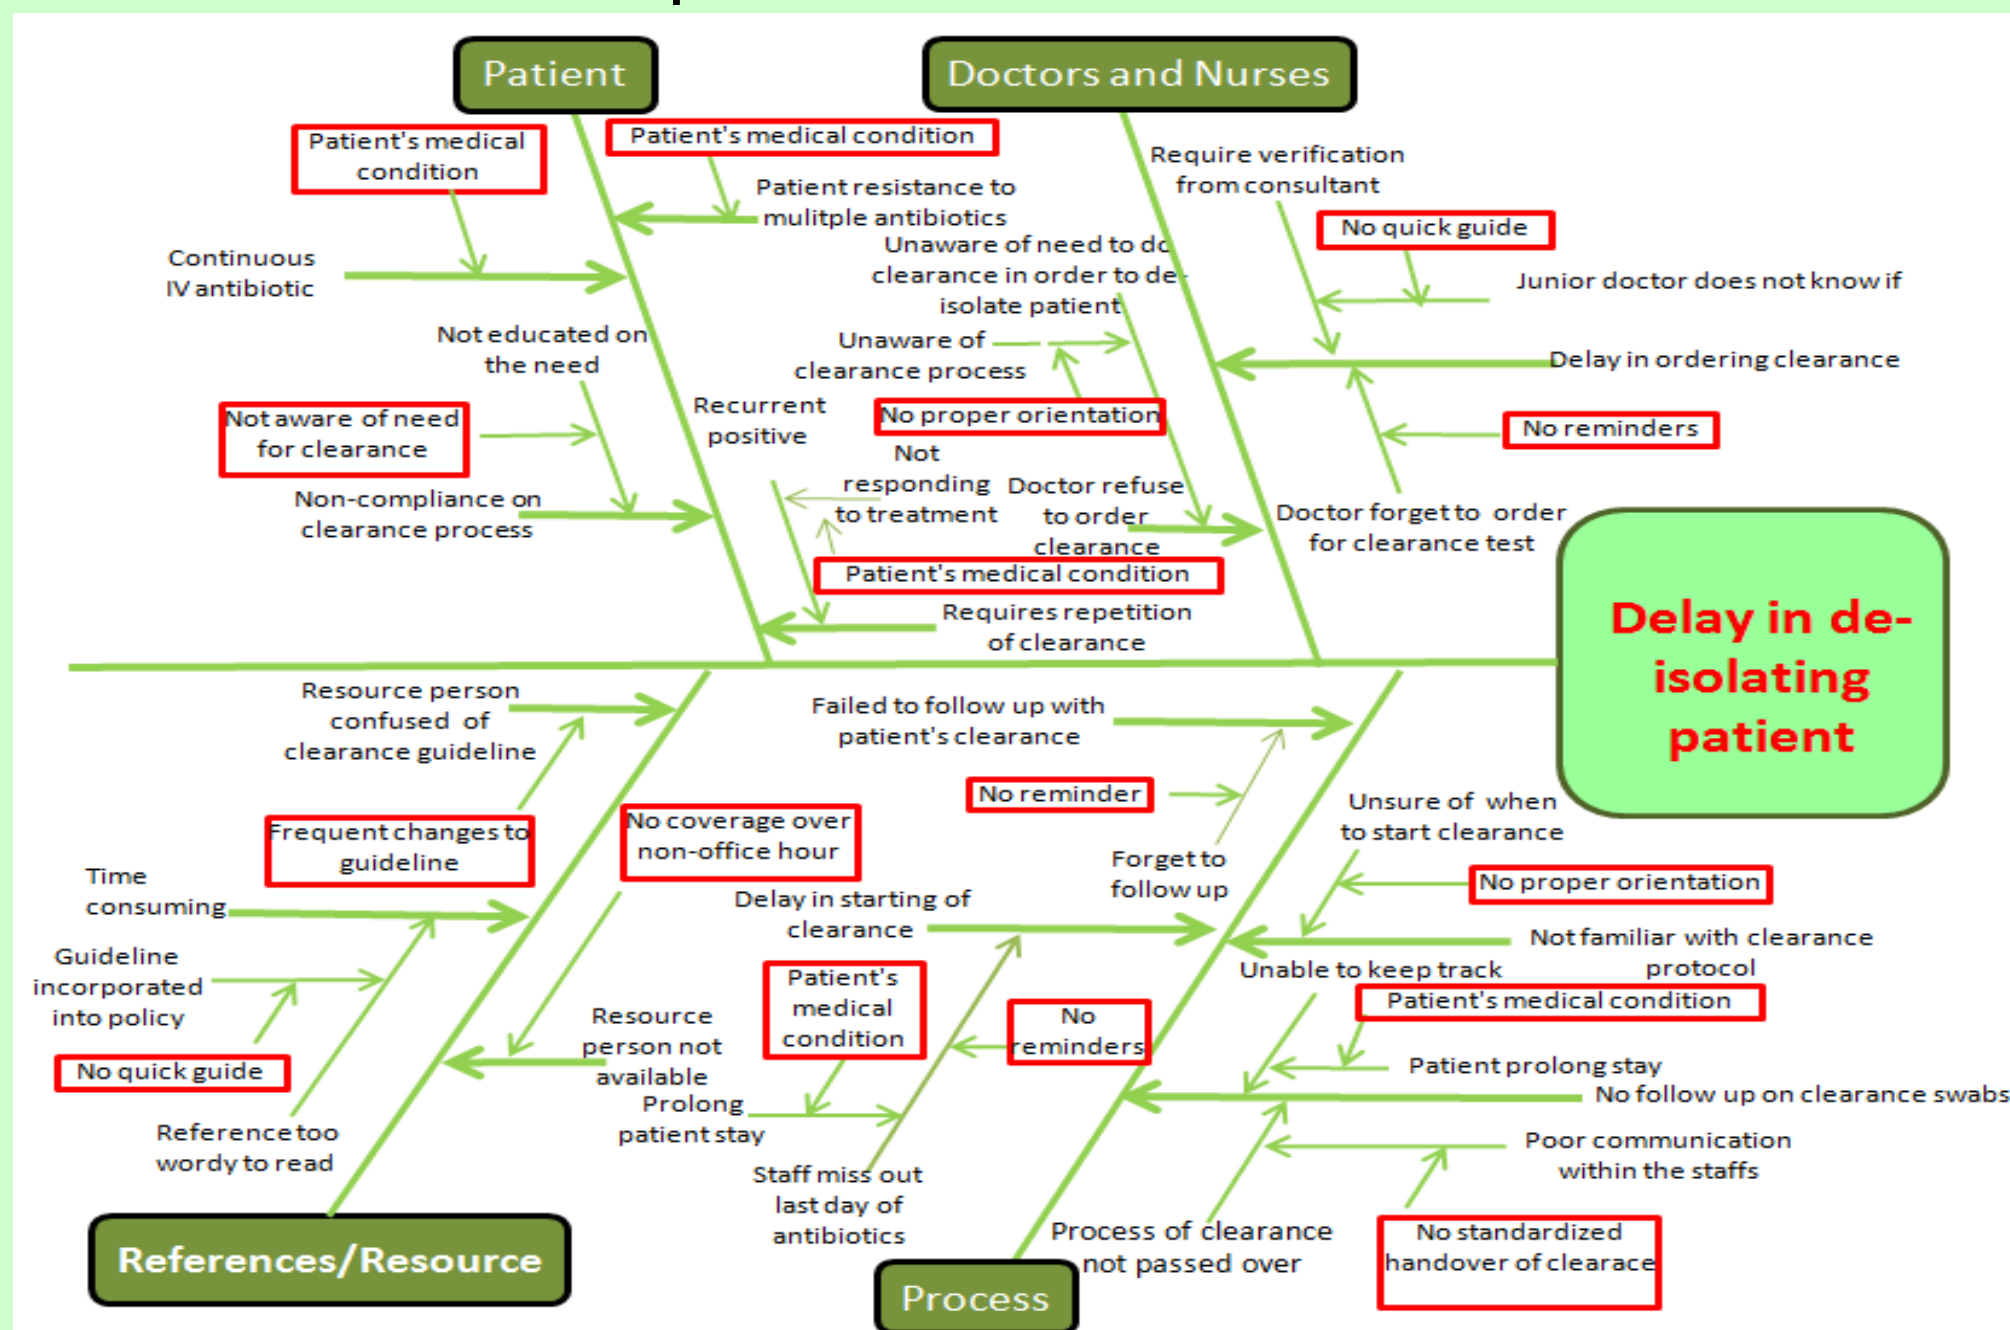 Patient
Doctors and Nurses
Patient's medical
condition
Patient's medical condition
Patient resistance to
mulitple antibiotics
Continuous
IV antibiotic
Not educated on
the need
Not aware of need
for clearance
Non-compliance on
clearance process
Recurrent
positive
Not
responding
to treatment
Patient's medical condition
Requires repetition
of clearance
Require verification
from consultant
No quick guide
Junior doctor does not know if
Unaware of need to do
clearance in order to de-
isolate patient
Unaware of
clearance process
No proper orientation
Delay in ordering clearance
No reminders
Doctor refuse
to order
clearance
Doctor forget to order
for clearance test
Delay in de-
isolating
patient
Resource person
confused of
clearance guideline
Frequent changes to
guideline
No coverage over
non-office hour
Time
consuming
Guideline
incorporated
into policy
No quick guide
Reference too
wordy to read
Resource
person not
available
References/Resource
Failed to follow up with
patient's clearance
No reminder
Forget to
follow up
Delay in starting of
clearance
Patient's
medical
condition
No
reminders
Prolong
patient stay
Staff miss out
last day of
antibiotics
Unsure of when
to start clearance
No proper orientation
Not familiar with clearance
protocol
Unable to keep track
Patient's medical condition
Patient prolong stay
No follow up on clearance swabs
Poor communication
within the staffs
Process of clearance
not passed over
No standardized
handover of clearace
Process